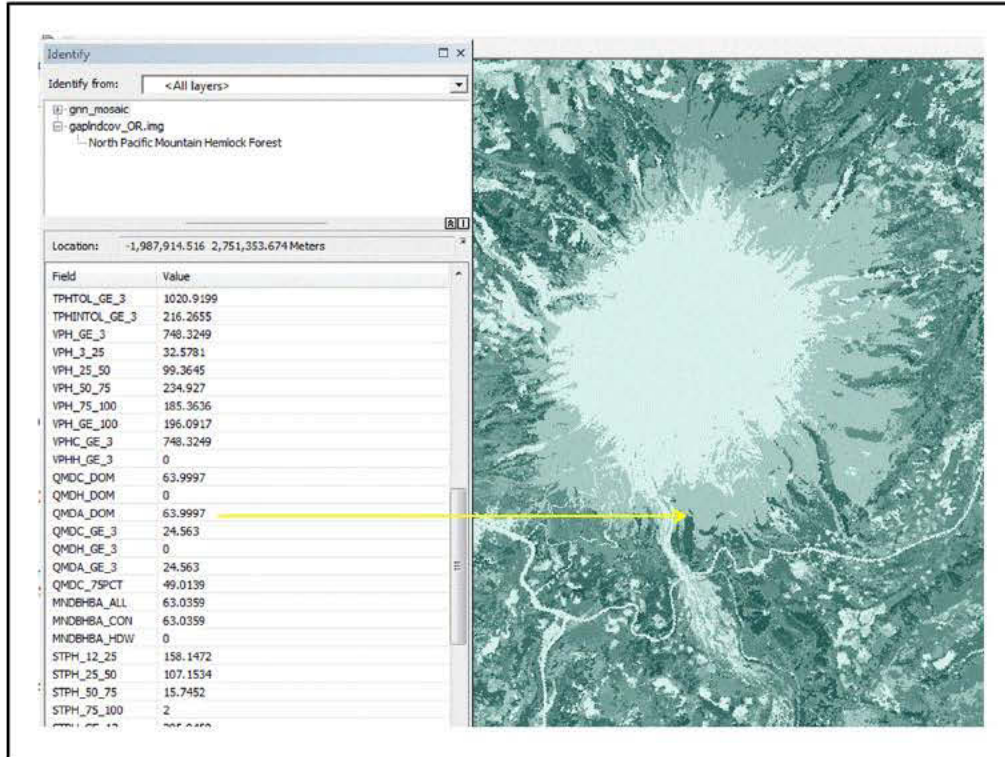 Identify
Identify from: <All layers>
gnn_mosaic
gaplndcov_OR.img
North Pacific Mountain Hemlock Forest
Location: -1,987,914.516 2,751,353.674 Meters
Field Value
TPHTOL_GE_3 1020.9199
TPHINTOL_GE_3 216.2655
VPH_GE_3 748.3249
VPH_3_25 32.5781
VPH_25_50 99.3645
VPH_50_75 234.927
VPH_75_100 185.3636
VPH_GE_100 196.0917
VPHC_GE_3 748.3249
VPHH_GE_3 0
QMDC_DOM 63.9997
QMDH_DOM 0
QMDA_DOM 63.9997
QMDC_GE_3 24.563
QMDH_GE_3 0
QMDA_GE_3 24.563
QMDC_75PCT 49.0139
MNDBHBA_ALL 63.0359
MNDBHBA_CON 63.0359
MNDBHBA_HDW 0
STPH_12_25 158.1472
STPH_25_50 107.1534
STPH_50_75 15.7452
STPH_75_100 2